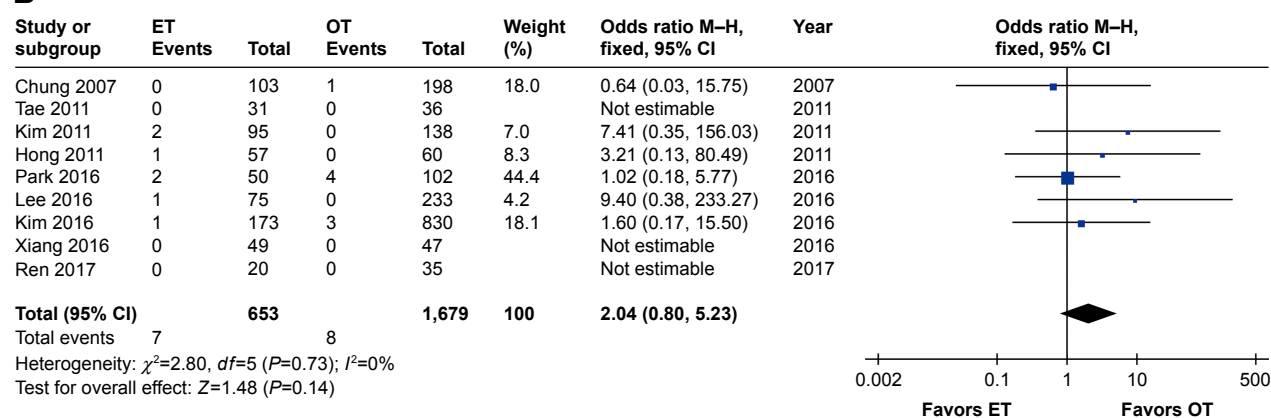 Study or ET OT Weight Odds ratio M–H, Year Odds ratio M–H,
subgroup Events Total Events Total (%) fixed, 95% CI fixed, 95% CI
Chung 2007 0 103 1 198 18.0 0.64 (0.03, 15.75) 2007
Tae 2011 0 31 0 36 Not estimable 2011
Kim 2011 2 95 0 138 7.0 7.41 (0.35, 156.03) 2011
Hong 2011 1 57 0 60 8.3 3.21 (0.13, 80.49) 2011
Park 2016 2 50 4 102 44.4 1.02 (0.18, 5.77) 2016
Lee 2016 1 75 0 233 4.2 9.40 (0.38, 233.27) 2016
Kim 2016 1 173 3 830 18.1 1.60 (0.17, 15.50) 2016
Xiang 2016 0 49 0 47 Not estimable 2016
Ren 2017 0 20 0 35 Not estimable 2017
Total (95% CI) 653 1,679 100 2.04 (0.80, 5.23)
Total events 7 8
Heterogeneity: χ²=2.80, df=5 (P=0.73); I²=0%
Test for overall effect: Z=1.48 (P=0.14)
0.002 0.1 1 10 500
Favors ET Favors OT